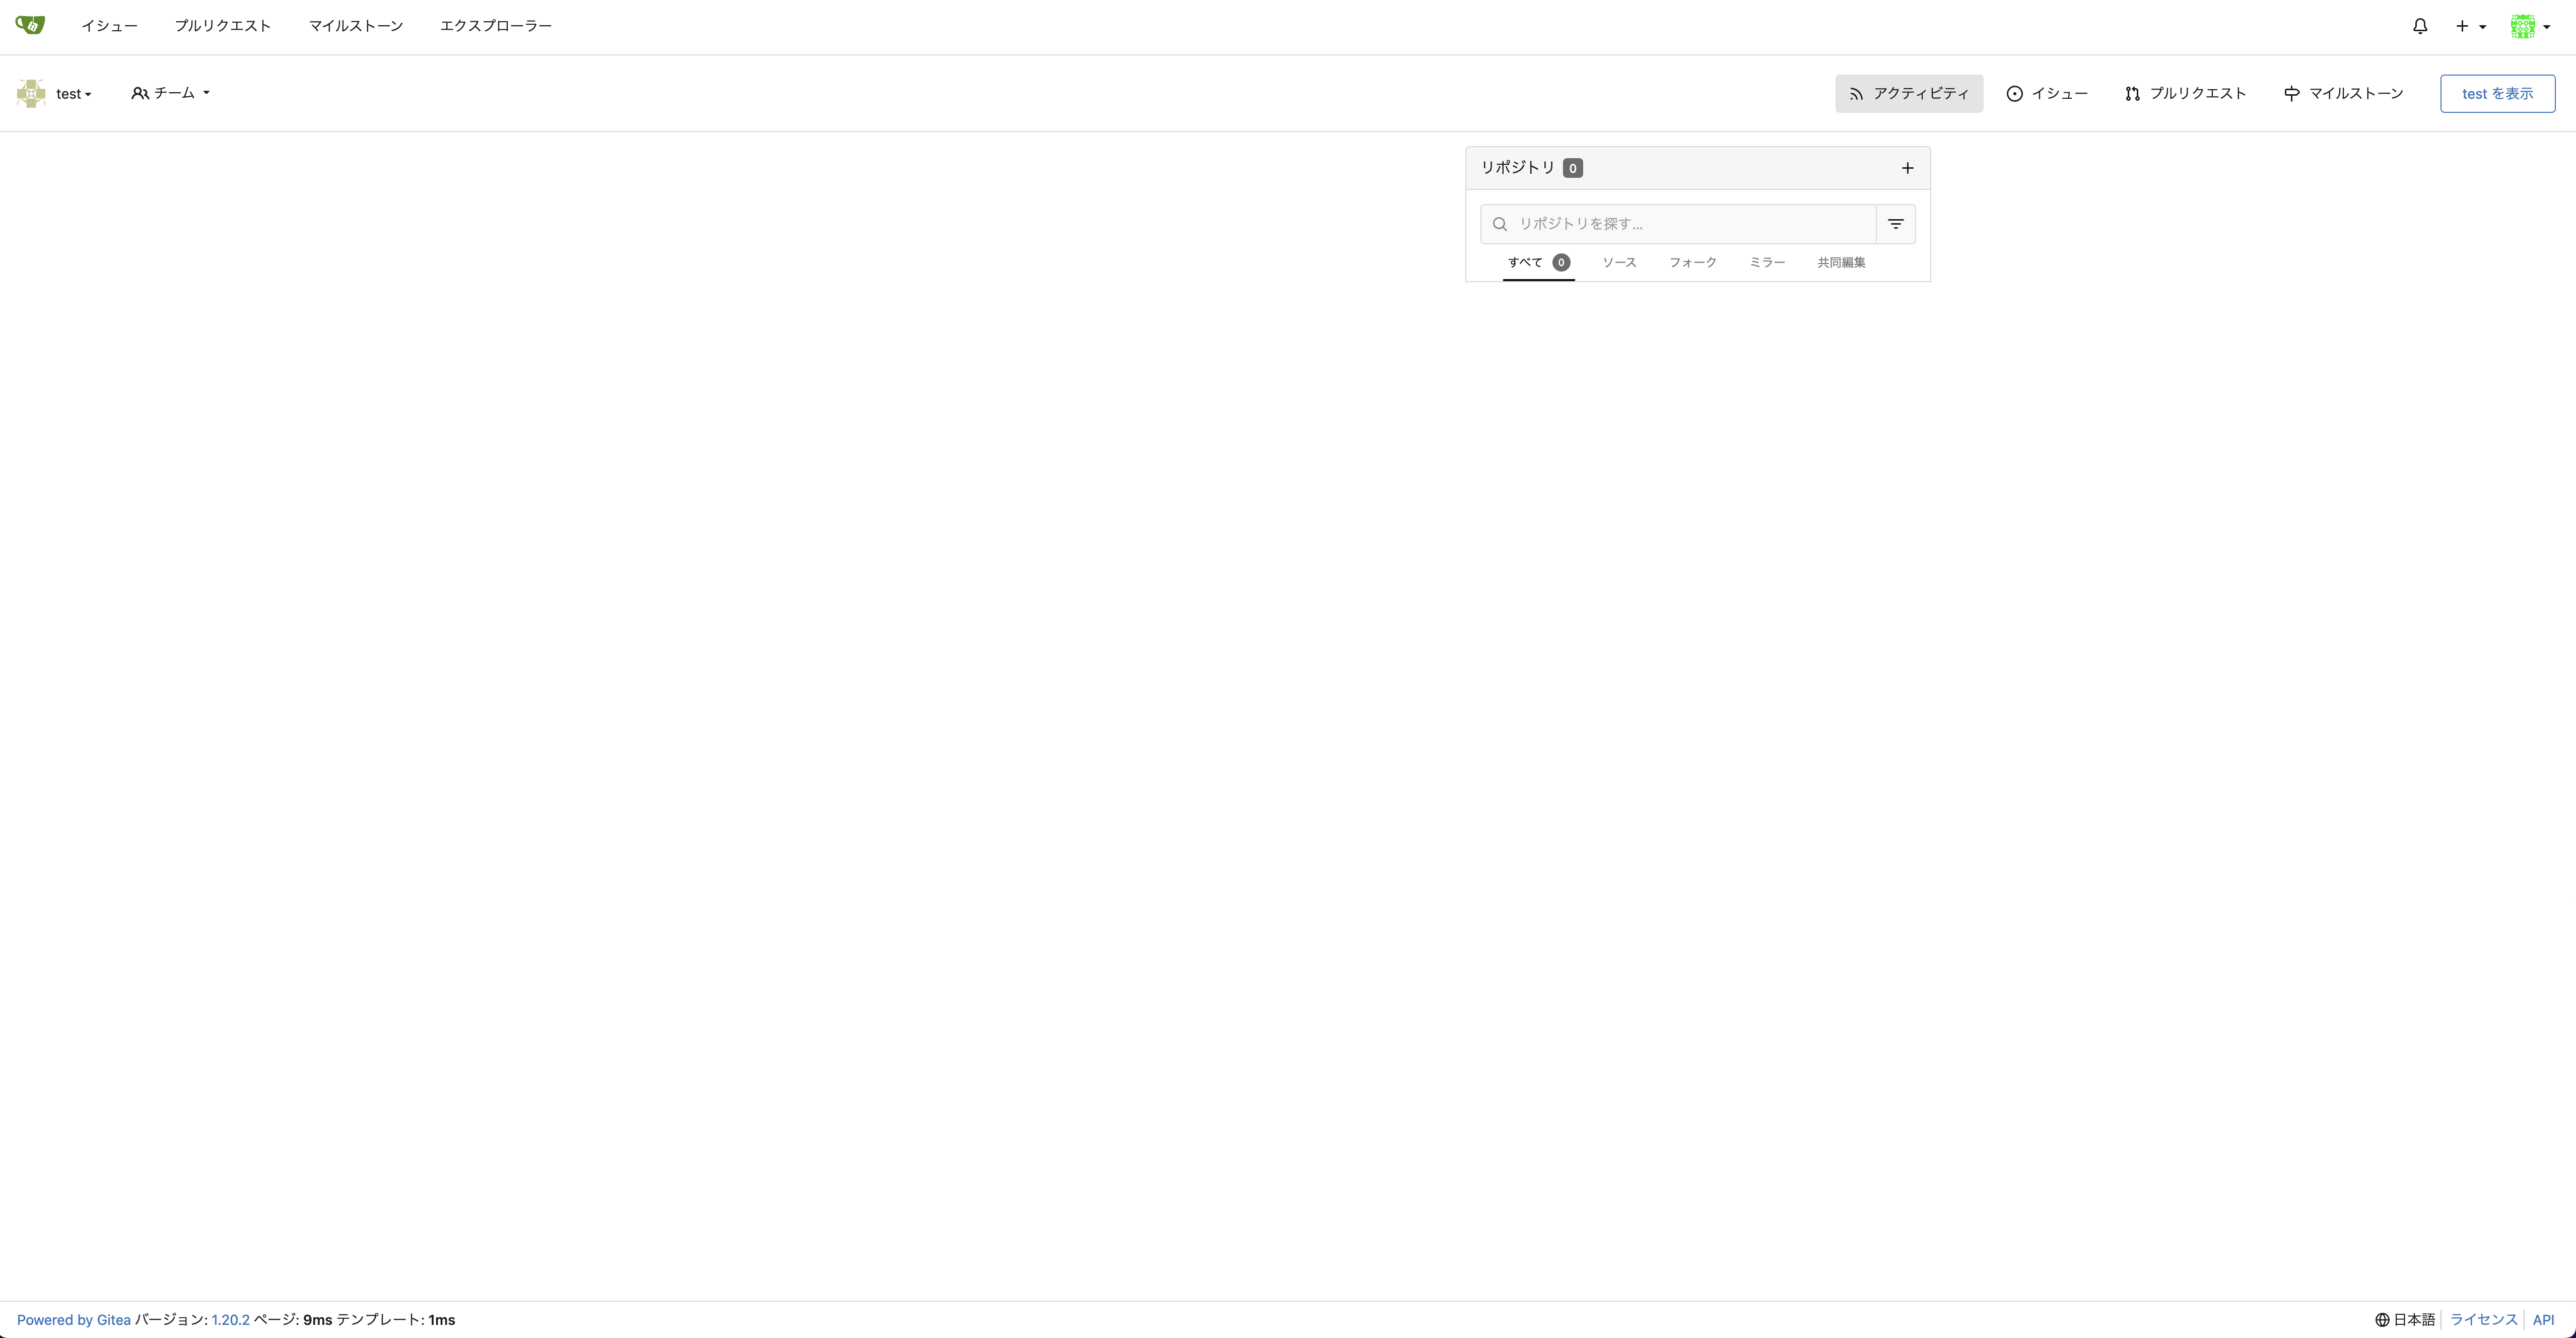 イシュー プルリクエスト マイルストーン エクスプローラー
test チーム アクティビティ イシュー プルリクエスト マイルストーン test を表示
リポジトリ 0
リポジトリを探す...
すべて 0 ソース フォーク ミラー 共同編集
Powered by Gitea バージョン: 1.20.2 ページ: 9ms テンプレート: 1ms 日本語 ライセンス API